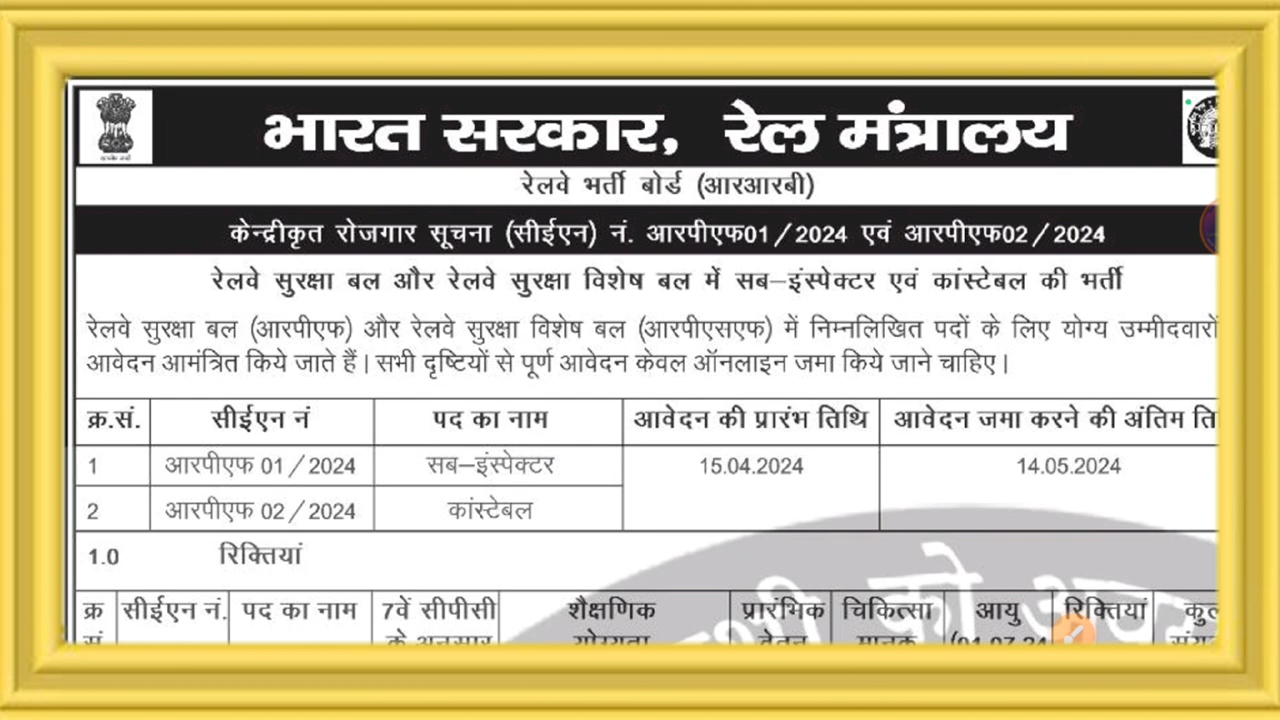 भारत सरकार, रेल मंत्रालय
रेलवे भर्ती बोर्ड (आरआरबी)
केन्द्रीकृत रोजगार सूचना (सीईएन) नं. आरपीएफ01/2024 एवं आरपीएफ02/2024
रेलवे सुरक्षा बल और रेलवे सुरक्षा विशेष बल में सब–इंस्पेक्टर एवं कांस्टेबल की भर्ती
रेलवे सुरक्षा बल (आरपीएफ) और रेलवे सुरक्षा विशेष बल (आरपीएसएफ) में निम्नलिखित पदों के लिए योग्य उम्मीदवारों
आवेदन आमंत्रित किये जाते हैं। सभी दृष्टियों से पूर्ण आवेदन केवल ऑनलाइन जमा किये जाने चाहिए।
क्र.सं. सीईएन नं पद का नाम आवेदन की प्रारंभ तिथि आवेदन जमा करने की अंतिम
1 आरपीएफ 01/2024 सब–इंस्पेक्टर 15.04.2024 14.05.2024
2 आरपीएफ 02/2024 कांस्टेबल
1.0 रिक्तियां
क्र सीईएन नं. पद का नाम 7वें सीपीसी शैक्षणिक प्रारंभिक चिकित्सा आयु रिक्तियां
सं. के अनुसार योग्यता वेतन मानक